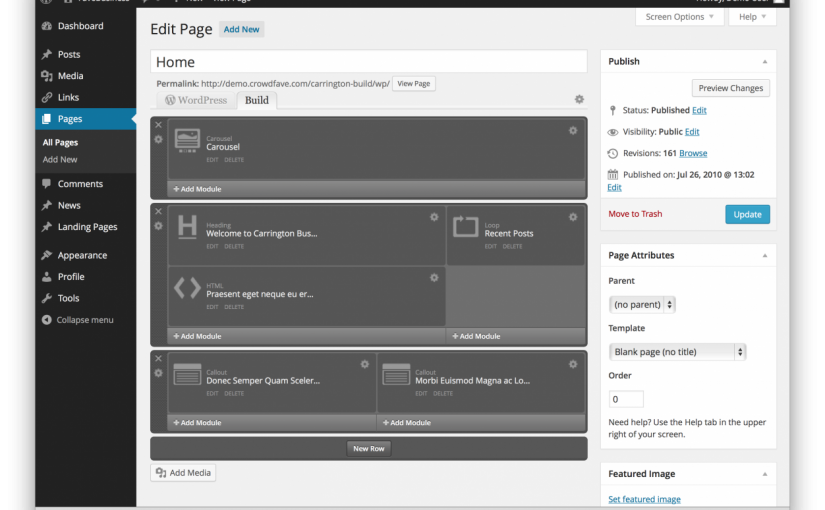 New
Dashboard
Posts
Media
Links
Pages
All Pages
Add New
Comments
News
Landing Pages
Appearance
Profile
Tools
Collapse menu
Screen Options
Help
Edit Page Add New
Home
Permalink: http://demo.crowdfave.com/carrington-build/wp/ View Page
WordPress Build
Carousel
Carousel
EDIT DELETE
+ Add Module
Heading
Welcome to Carrington Bus...
EDIT DELETE
Loop
Recent Posts
EDIT DELETE
HTML
Praesent eget neque eu er...
EDIT DELETE
+ Add Module
+ Add Module
Callout
Donec Semper Quam Sceler...
EDIT DELETE
Callout
Morbi Euismod Magna ac Lo...
EDIT DELETE
+ Add Module
+ Add Module
New Row
Add Media
Publish
Preview Changes
Status: Published Edit
Visibility: Public Edit
Revisions: 161 Browse
Published on: Jul 26, 2010 @ 13:02
Edit
Move to Trash
Update
Page Attributes
Parent
(no parent)
Template
Blank page (no title)
Order
0
Need help? Use the Help tab in the upper
right of your screen.
Featured Image
Set featured image